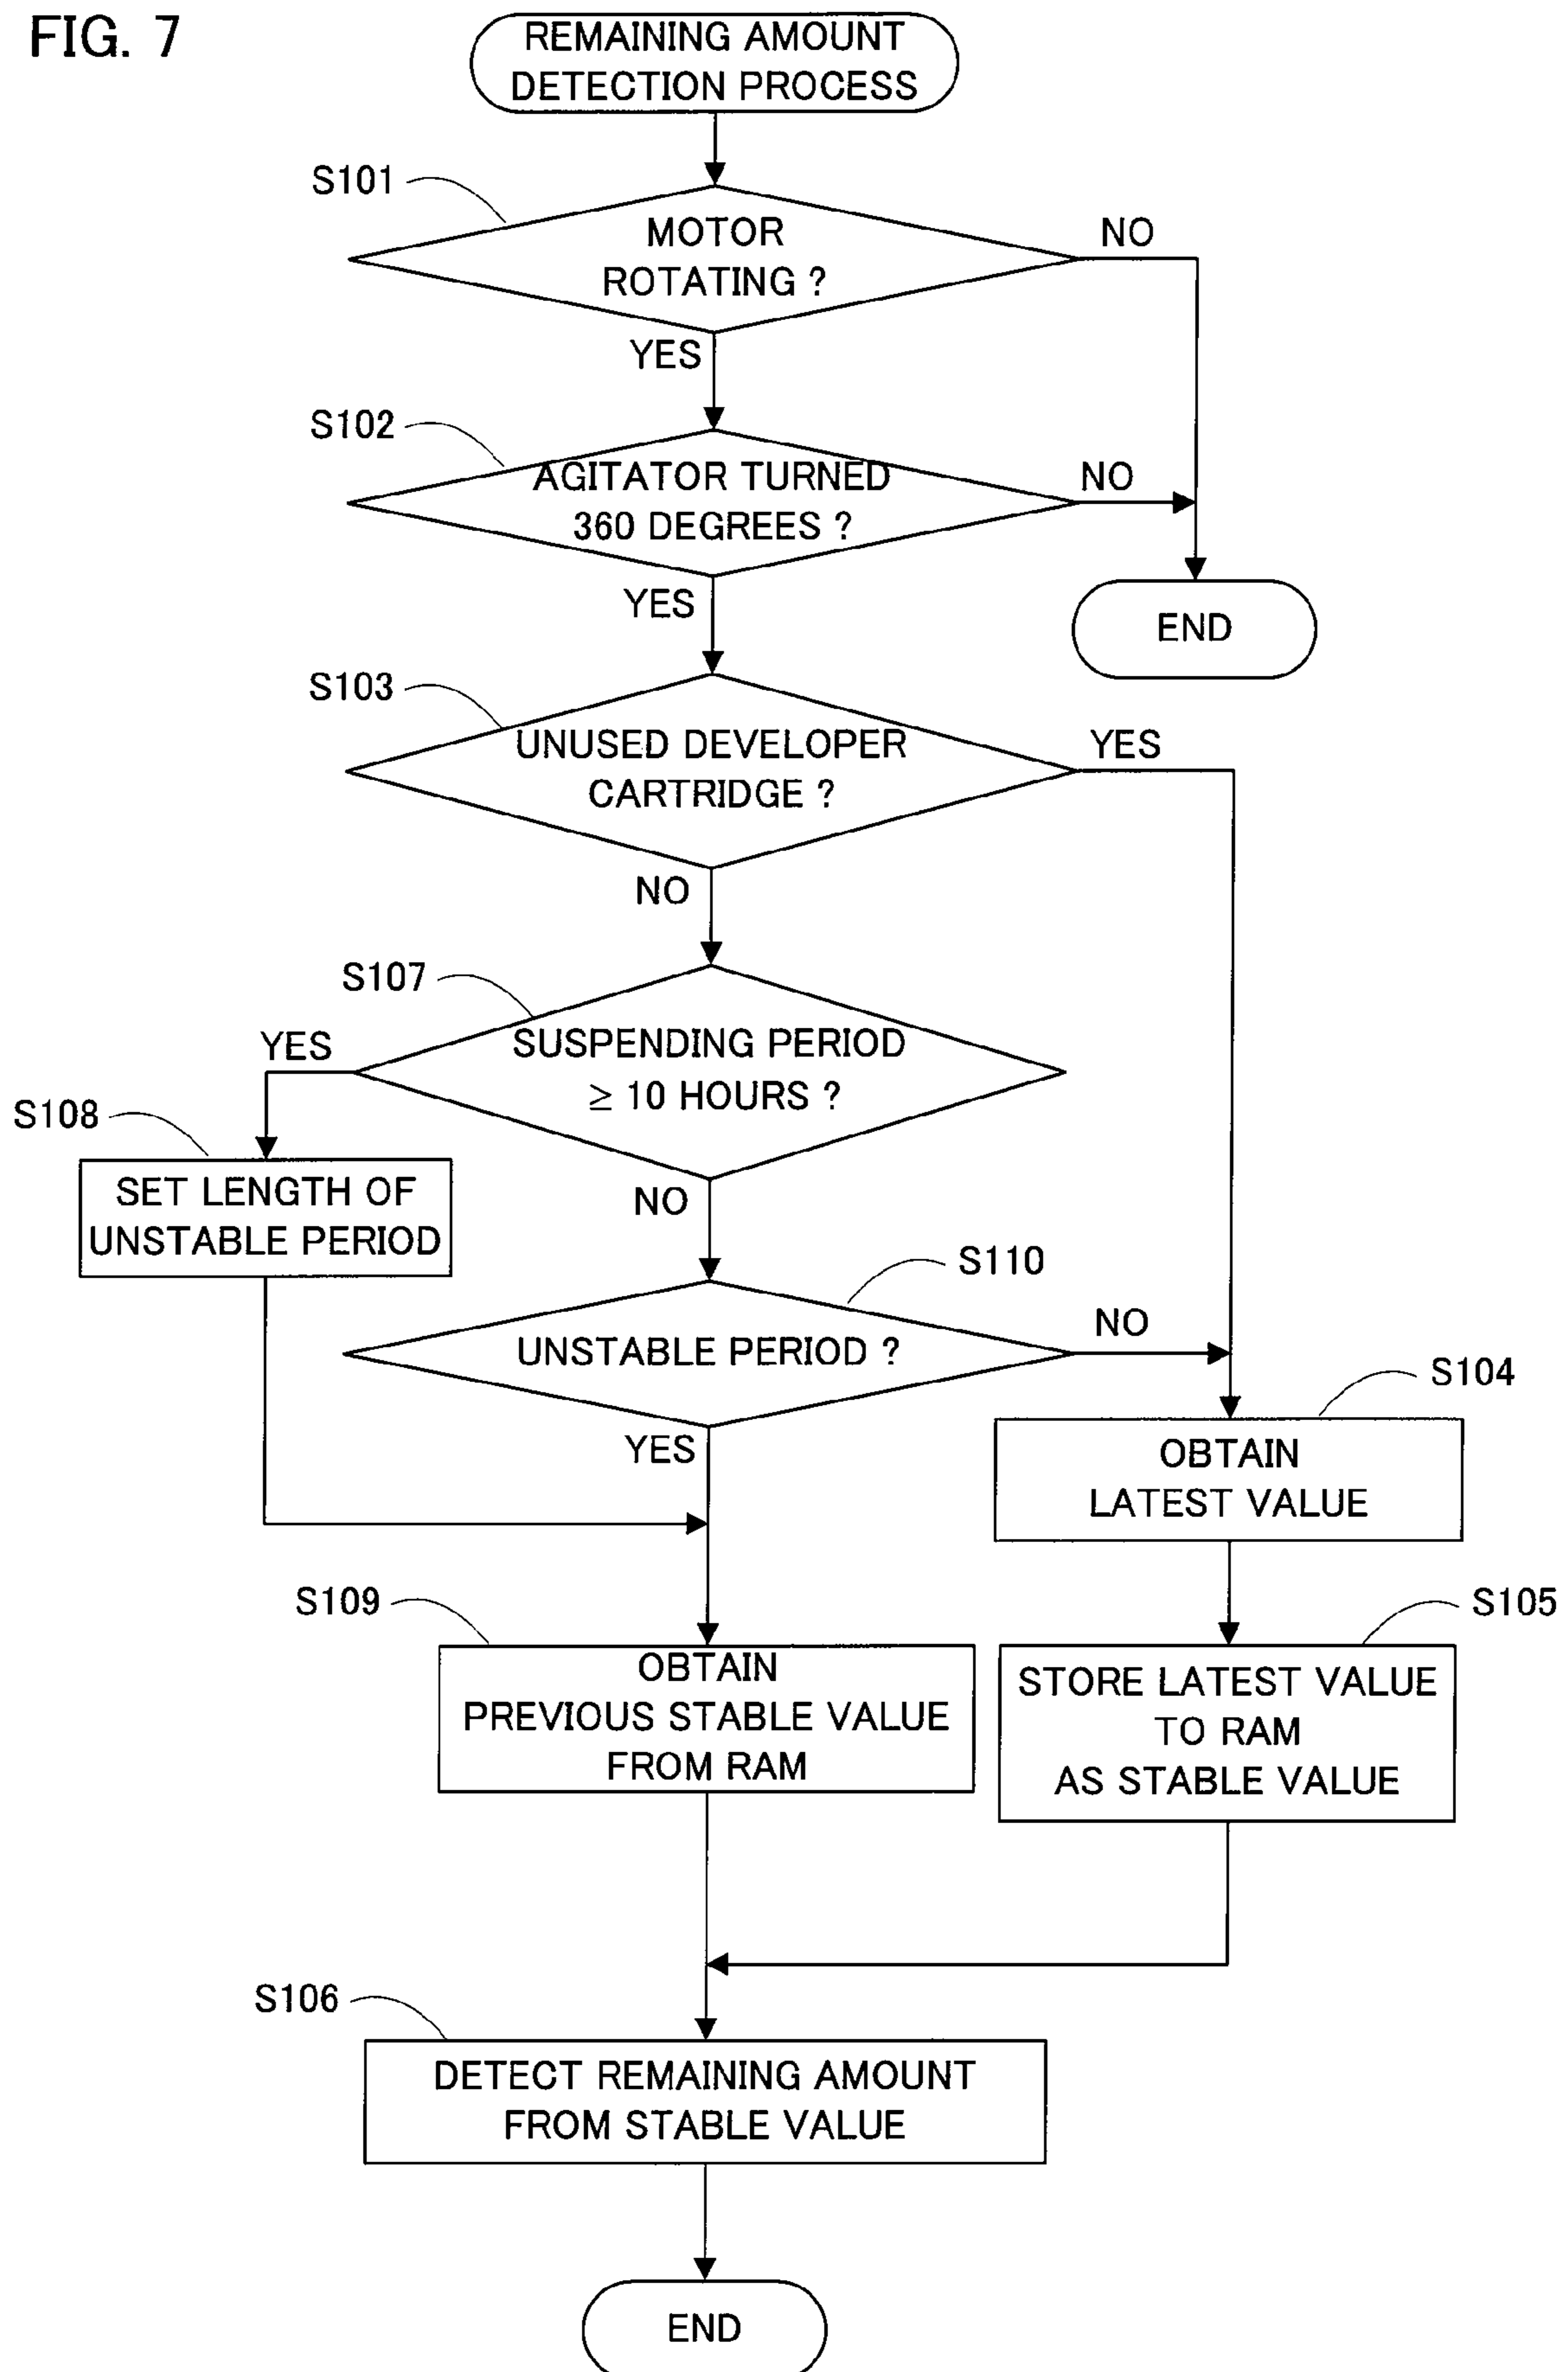 FIG. 7
REMAINING AMOUNT
DETECTION PROCESS
S101
MOTOR
ROTATING ?
NO
YES
S102
AGITATOR TURNED
360 DEGREES ?
NO
YES
END
S103
UNUSED DEVELOPER
CARTRIDGE ?
YES
NO
S107
SUSPENDING PERIOD
≥ 10 HOURS ?
YES
S108
SET LENGTH OF
UNSTABLE PERIOD
NO
S110
UNSTABLE PERIOD ?
NO
YES
S104
OBTAIN
LATEST VALUE
S109
OBTAIN
PREVIOUS STABLE VALUE
FROM RAM
S105
STORE LATEST VALUE
TO RAM
AS STABLE VALUE
S106
DETECT REMAINING AMOUNT
FROM STABLE VALUE
END